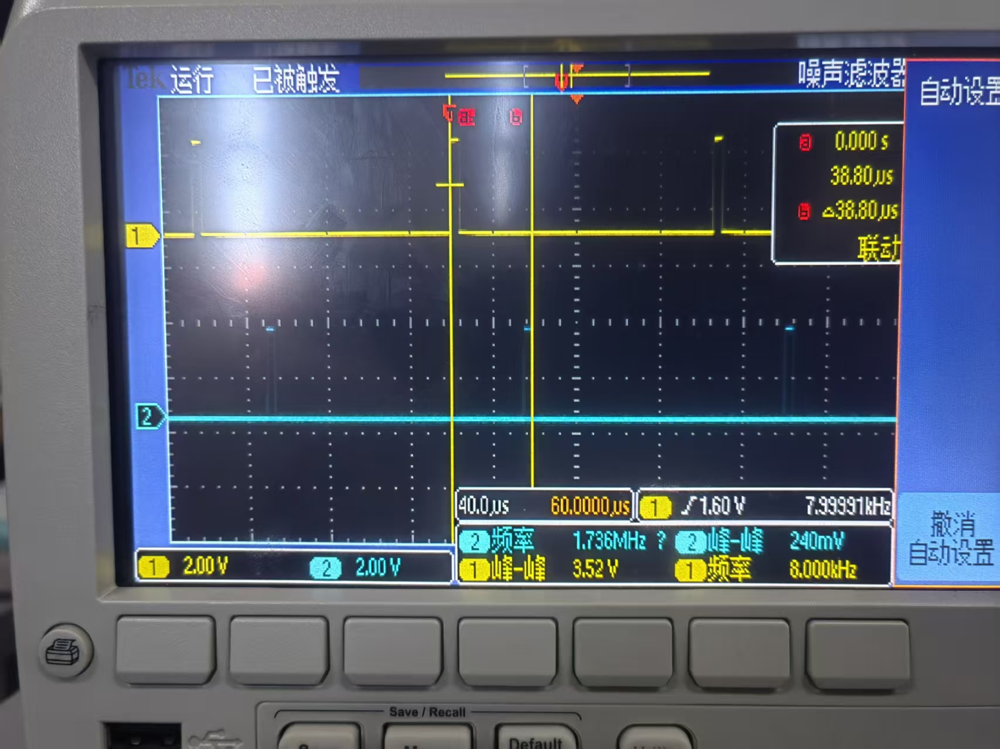 Tek 运行 已被触发 噪声滤波器
自动设置
a b
a 0.000 s
38.80µs
b △38.80µs
联动
1
2
40.0µs 60.0000µs 1 1.60 V 7.99991kHz
2 频率 1.736MHz ? 2 峰-峰 240mV
1 2.00 V 2 2.00 V 1 峰-峰 3.52 V 1 频率 8.000kHz
撤消
自动设置
Save / Recall
Default